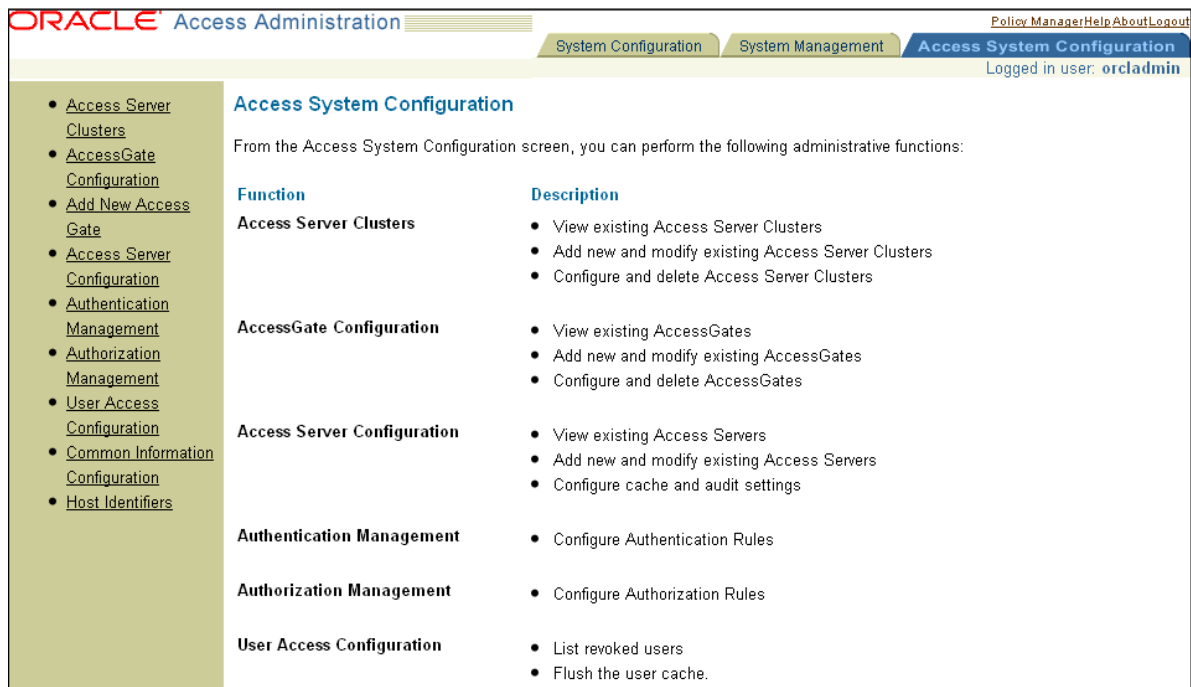 ORACLE Access Administration
Policy Manager Help About Logout
System Configuration System Management Access System Configuration
Logged in user: orcladmin
Access Server
Clusters
AccessGate
Configuration
Add New Access
Gate
Access Server
Configuration
Authentication
Management
Authorization
Management
User Access
Configuration
Common Information
Configuration
Host Identifiers
Access System Configuration
From the Access System Configuration screen, you can perform the following administrative functions:
Function Description
Access Server Clusters
View existing Access Server Clusters
Add new and modify existing Access Server Clusters
Configure and delete Access Server Clusters
AccessGate Configuration
View existing AccessGates
Add new and modify existing AccessGates
Configure and delete AccessGates
Access Server Configuration
View existing Access Servers
Add new and modify existing Access Servers
Configure cache and audit settings
Authentication Management
Configure Authentication Rules
Authorization Management
Configure Authorization Rules
User Access Configuration
List revoked users
Flush the user cache.